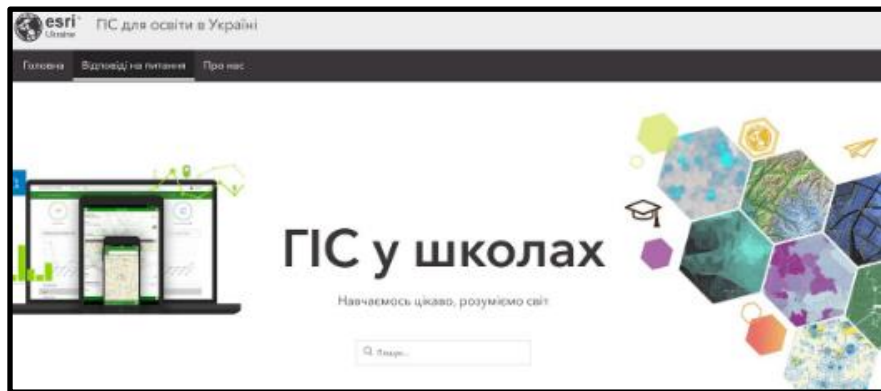 esri
Ukraine
ГІС для освіти в Україні
Головна
Відповіді на питання
Про нас
ГІС у школах
Навчаємось цікаво, розуміємо світ
Пошук...